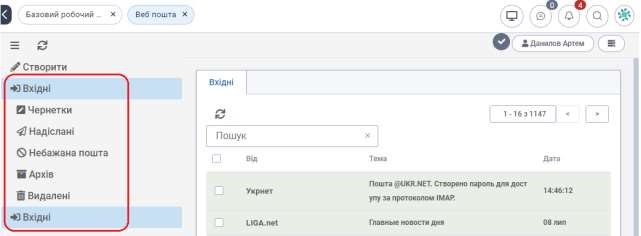 Базовий робочий ... ×
Веб пошта ×
0
4
Данилов Артем
Створити
Вхідні
Чернетки
Надіслані
Небажана пошта
Архів
Видалені
Вхідні
Вхідні
1 - 16 з 1147 < >
Пошук ×
Від Тема Дата
Укрнет
Пошта @UKR.NET. Створено пароль для дост
упу за протоколом IMAP.
14:46:12
LIGA.net Главные новости дня 08 лип